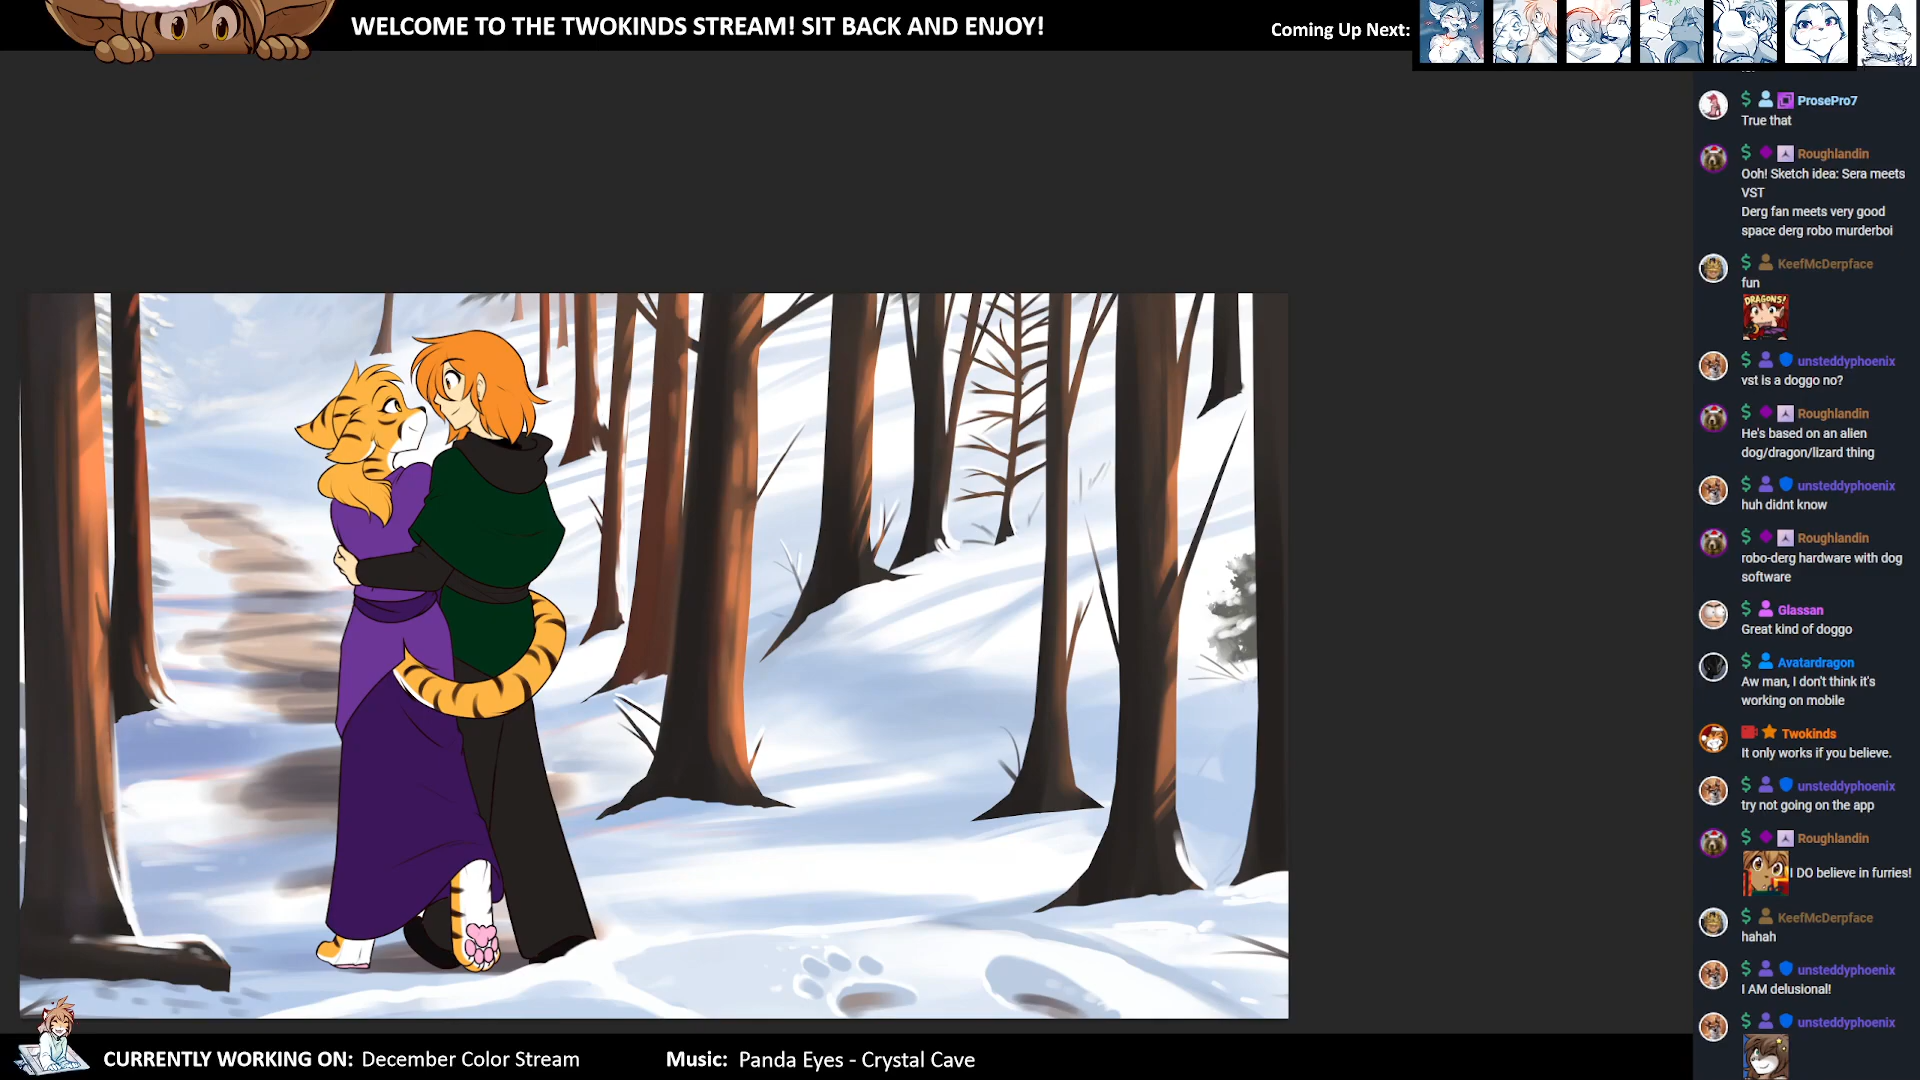 WELCOME TO THE TWOKINDS STREAM! SIT BACK AND ENJOY!
Coming Up Next:
ProsePro7
True that
Roughlandin
Ooh! Sketch idea: Sera meets
VST
Derg fan meets very good
space derg robo murderboi
KeefMcDerpface
fun
DRAGONS!
unsteddyphoenix
vst is a doggo no?
Roughlandin
He's based on an alien
dog/dragon/lizard thing
unsteddyphoenix
huh didnt know
Roughlandin
robo-derg hardware with dog
software
Glassan
Great kind of doggo
Avatardragon
Aw man, I don't think it's
working on mobile
Twokinds
It only works if you believe.
unsteddyphoenix
try not going on the app
Roughlandin
I DO believe in furries!
KeefMcDerpface
hahah
unsteddyphoenix
I AM delusional!
unsteddyphoenix
CURRENTLY WORKING ON: December Color Stream
Music: Panda Eyes - Crystal Cave